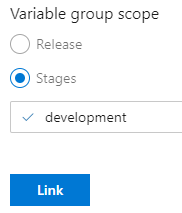 Variable group scope
Release
Stages
development
Link